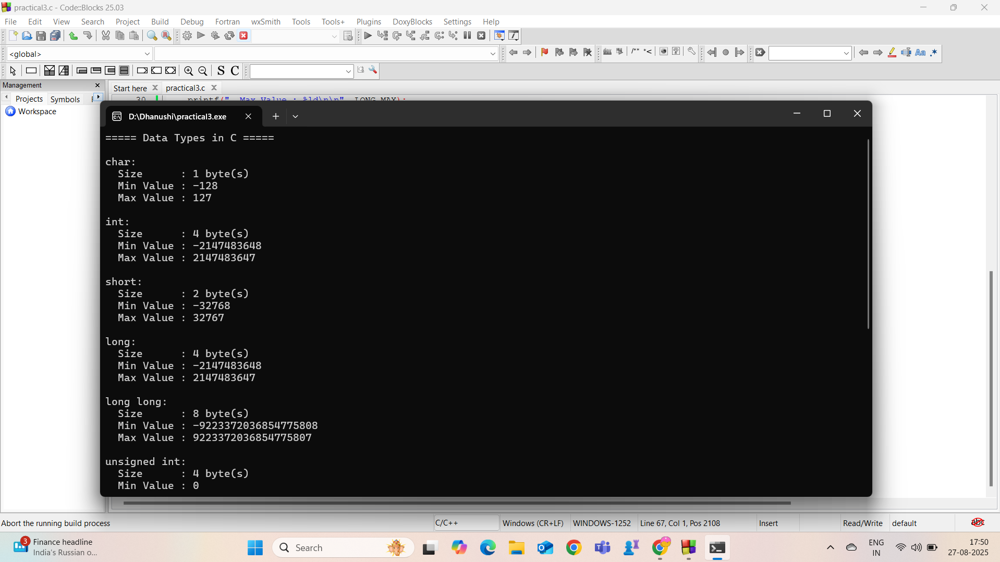 practical3.c - Code::Blocks 25.03
File Edit View Search Project Build Debug Fortran wxSmith Tools Tools+ Plugins DoxyBlocks Settings Help
<global>
/** *<
Aa .*
S C
Management
Start here practical3.c
Projects Symbols
30 printf("  Max Value : %ld\n\n", LONG_MAX);
Workspace
D:\Dhanushi\practical3.exe
===== Data Types in C =====
char:
Size : 1 byte(s)
Min Value : -128
Max Value : 127
int:
Size : 4 byte(s)
Min Value : -2147483648
Max Value : 2147483647
short:
Size : 2 byte(s)
Min Value : -32768
Max Value : 32767
long:
Size : 4 byte(s)
Min Value : -2147483648
Max Value : 2147483647
long long:
Size : 8 byte(s)
Min Value : -9223372036854775808
Max Value : 9223372036854775807
unsigned int:
Size : 4 byte(s)
Min Value : 0
Abort the running build process C/C++ Windows (CR+LF) WINDOWS-1252 Line 67, Col 1, Pos 2108 Insert Read/Write default abc
3 Finance headline
India's Russian o...
Search
ENG
IN
17:50
27-08-2025